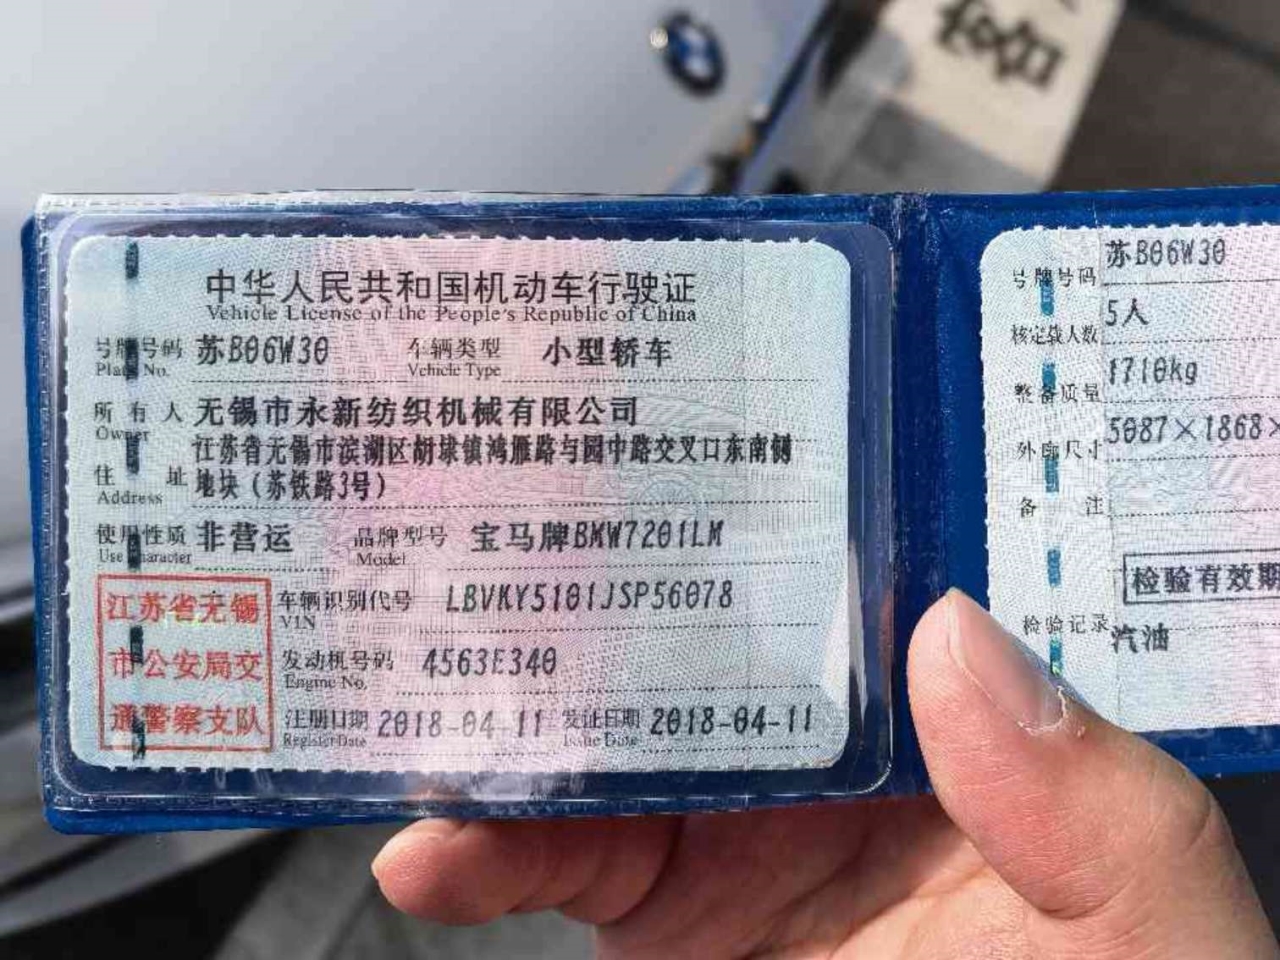 中华人民共和国机动车行驶证
Vehicle License of the People's Republic of China
号牌号码 苏B06W30 车辆类型 小型轿车
Plate No. Vehicle Type
所有人 无锡市永新纺织机械有限公司
Owner
住址 江苏省无锡市滨湖区胡埭镇鸿雁路与园中路交叉口东南侧
Address 地块（苏铁路3号）
使用性质 非营运 品牌型号 宝马牌BMW7201LM
Use Character Model
江苏省无锡
市公安局交
通警察支队
车辆识别代号 LBVKY5101JSP56078
VIN
发动机号码 4563E340
Engine No.
注册日期 2018-04-11 发证日期 2018-04-11
Register Date Issue Date
号牌号码 苏B06W30
核定载人数 5人
整备质量 1710kg
外廓尺寸 5087×1868×
备注
检验有效期
检验记录
汽油